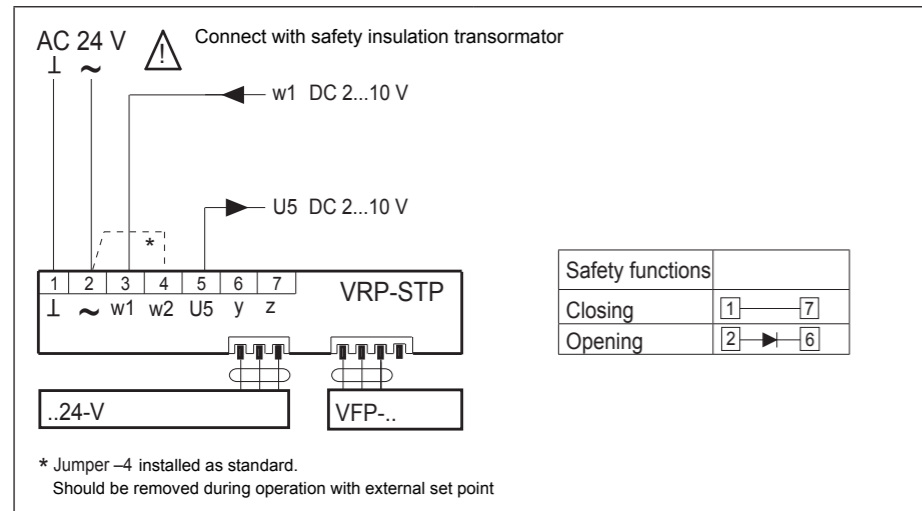 AC 24 V
⊥ ~
Connect with safety insulation transormator
w1 DC 2...10 V
U5 DC 2...10 V
*
1 2 3 4 5 6 7
⊥ ~ w1 w2 U5 y z
VRP-STP
..24-V
VFP-..
Safety functions
Closing 1 7
Opening 2 6
* Jumper –4 installed as standard.
Should be removed during operation with external set point